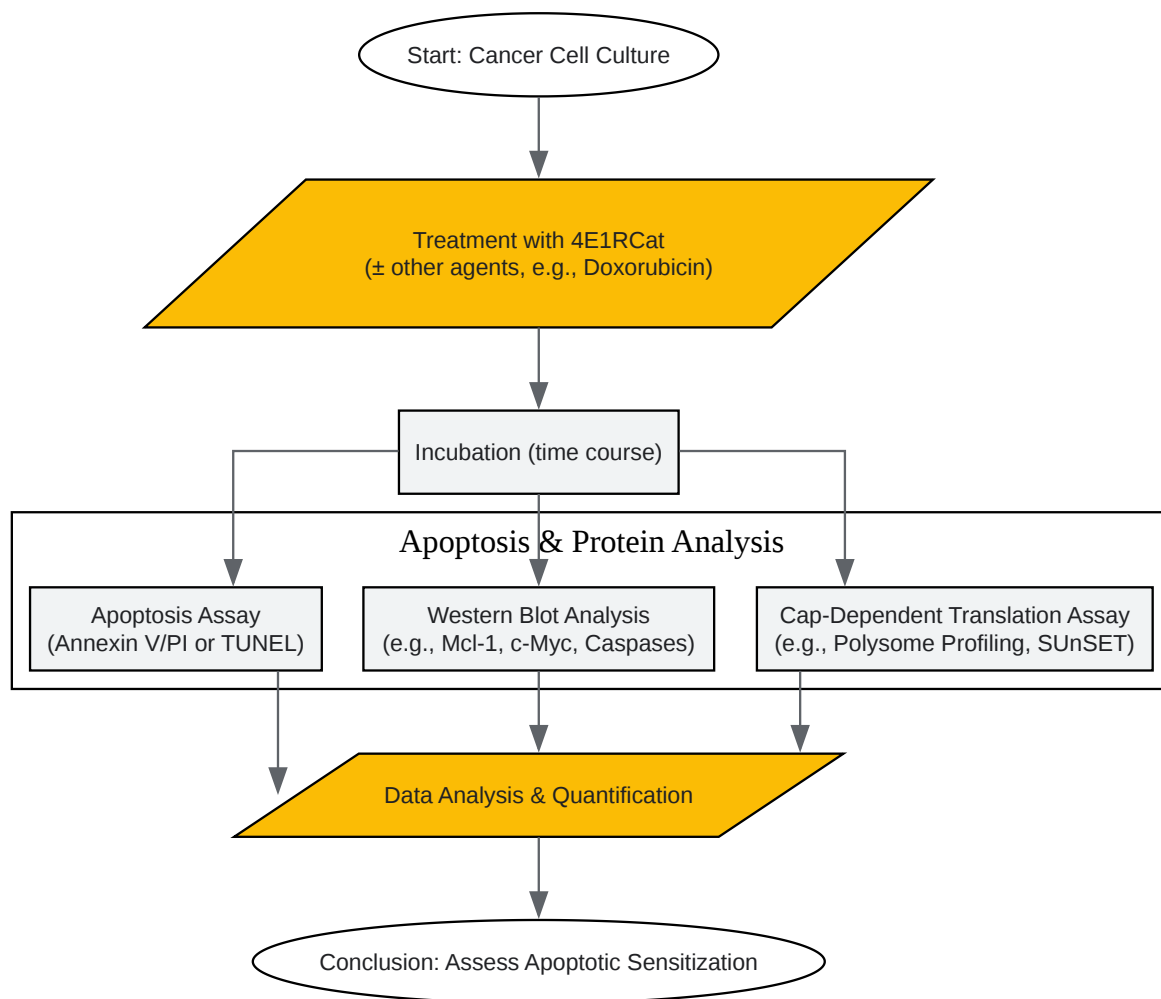 Start: Cancer Cell Culture
Treatment with 4E1RCat
(± other agents, e.g., Doxorubicin)
Incubation (time course)
Apoptosis & Protein Analysis
Apoptosis Assay
(Annexin V/PI or TUNEL)
Western Blot Analysis
(e.g., Mcl-1, c-Myc, Caspases)
Cap-Dependent Translation Assay
(e.g., Polysome Profiling, SUnSET)
Data Analysis & Quantification
Conclusion: Assess Apoptotic Sensitization